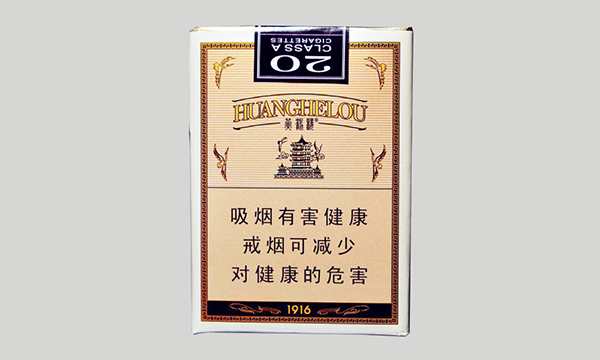 20
CLASS A
CIGARETTES
HUANGHELOU
黄鹤楼®
吸烟有害健康
戒烟可减少
对健康的危害
1916